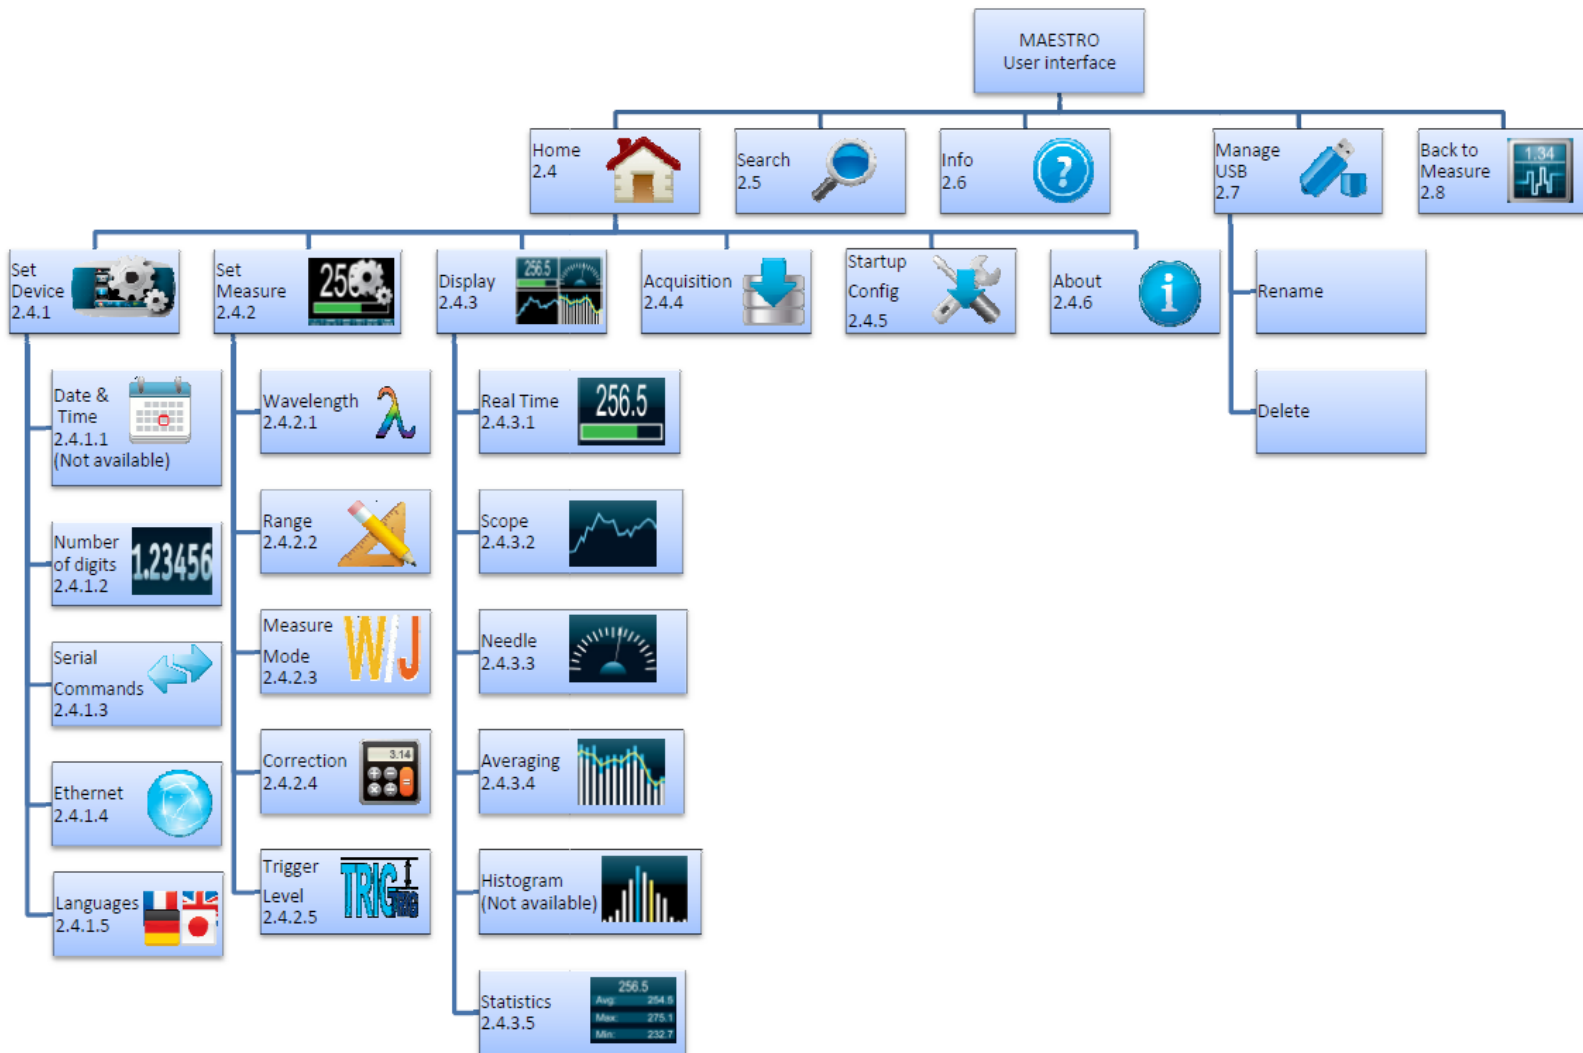 MAESTRO
User interface
Home
2.4
Search
2.5
Info
2.6
Manage
USB
2.7
Back to
Measure
2.8
1.34
Set
Device
2.4.1
Set
Measure
2.4.2
256
Display
2.4.3
256.5
Acquisition
2.4.4
Startup
Config
2.4.5
About
2.4.6
Date &
Time
2.4.1.1
(Not available)
Number
of digits
2.4.1.2
1.23456
Serial
Commands
2.4.1.3
Ethernet
2.4.1.4
Languages
2.4.1.5
Wavelength
2.4.2.1
λ
Range
2.4.2.2
Measure
Mode
2.4.2.3
W/J
Correction
2.4.2.4
3.14
Trigger
Level
2.4.2.5
TRIG
Real Time
2.4.3.1
256.5
Scope
2.4.3.2
Needle
2.4.3.3
Averaging
2.4.3.4
Histogram
(Not available)
Statistics
2.4.3.5
256.5
Avg: 254.5
Max: 275.1
Min: 232.7
Rename
Delete